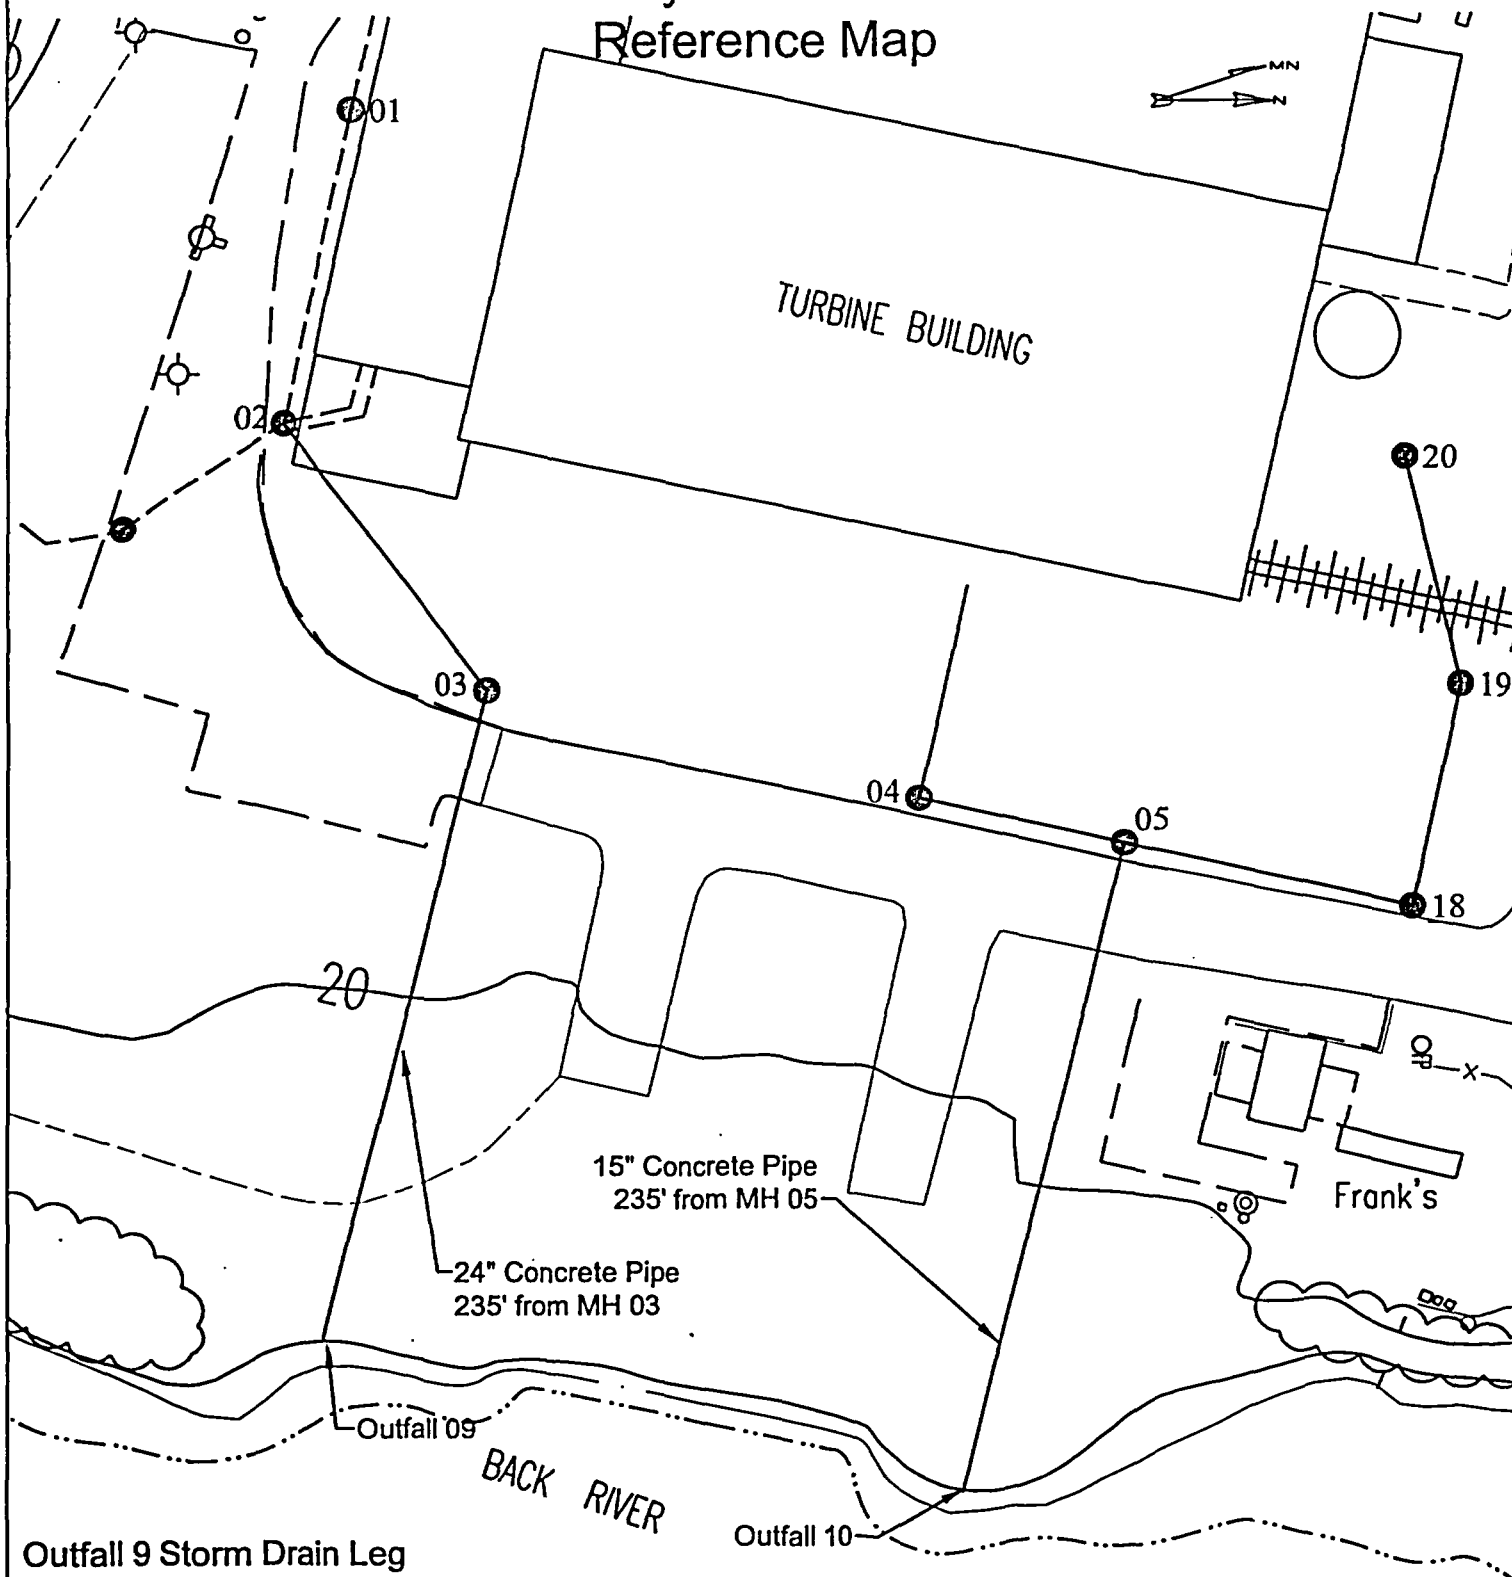 Reference Map
MN
N
01
TURBINE BUILDING
02
20
03
19
04
05
18
20
X
15" Concrete Pipe
235' from MH 05
Frank's
24" Concrete Pipe
235' from MH 03
Outfall 09
BACK RIVER
Outfall 10
Outfall 9 Storm Drain Leg